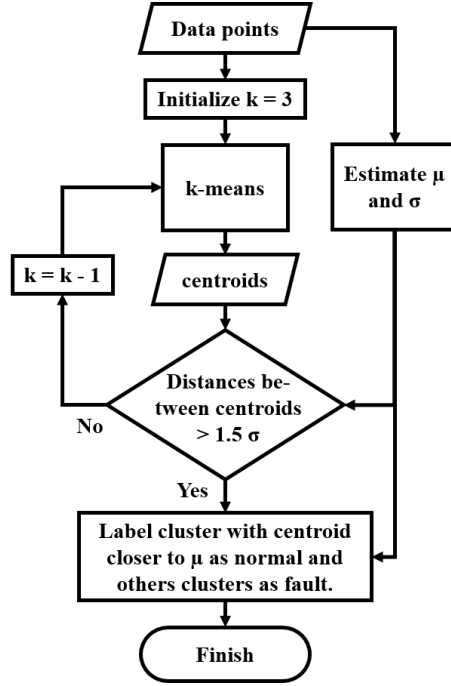 Data points
Initialize k = 3
k-means
Estimate μ
and σ
k = k - 1
centroids
Distances be-
tween centroids
> 1.5 σ
No
Yes
Label cluster with centroid
closer to μ as normal and
others clusters as fault.
Finish